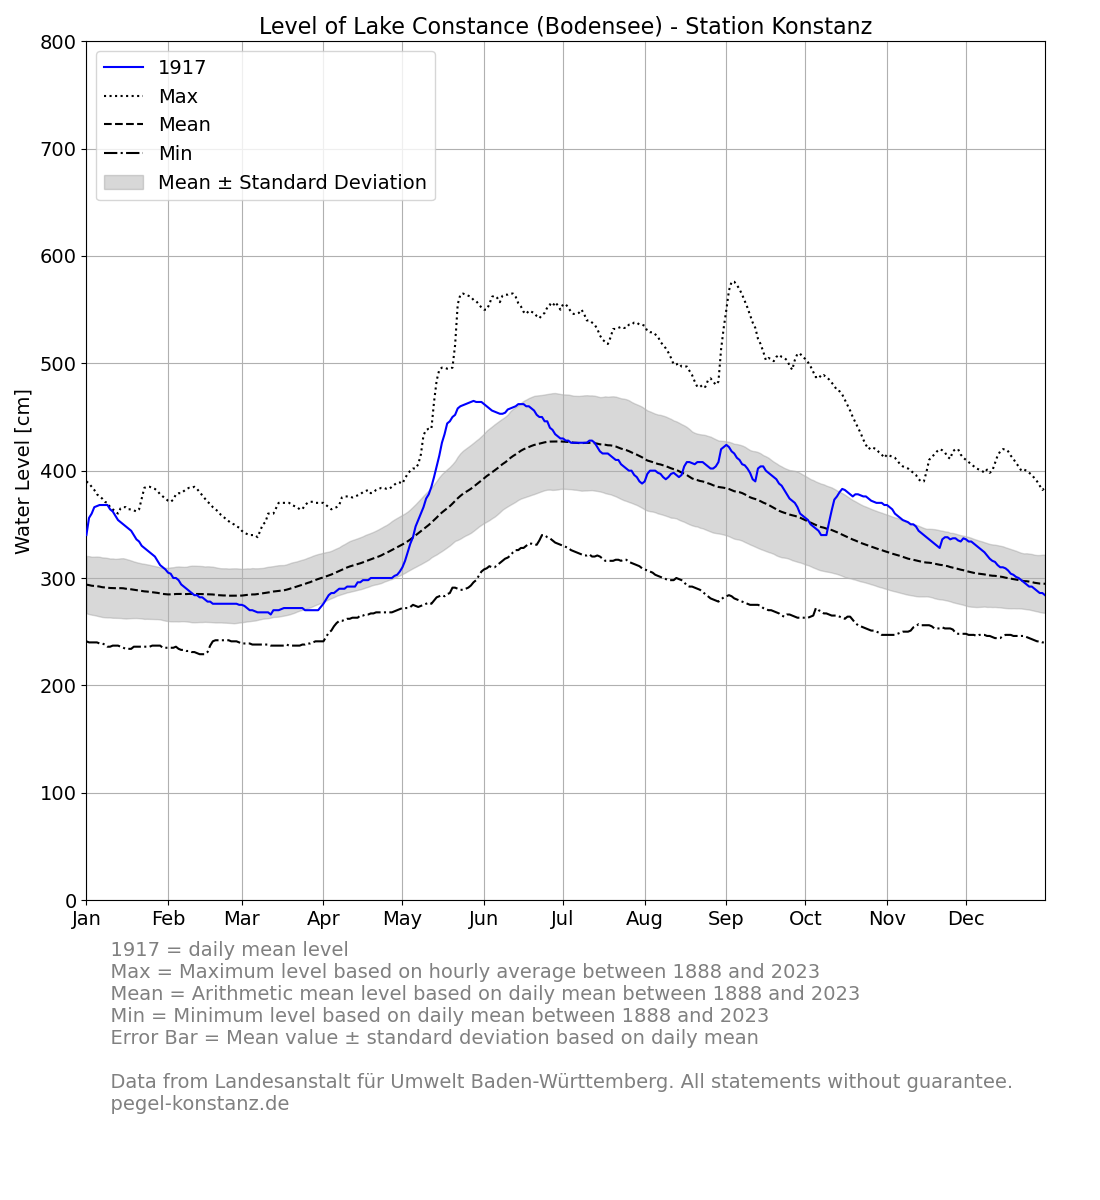 Level of Lake Constance (Bodensee) - Station Konstanz
800
700
600
500
400
300
200
100
0
Water Level [cm]
1917
Max
Mean
Min
Mean ± Standard Deviation
Jan Feb Mar Apr May Jun Jul Aug Sep Oct Nov Dec
1917 = daily mean level
Max = Maximum level based on hourly average between 1888 and 2023
Mean = Arithmetic mean level based on daily mean between 1888 and 2023
Min = Minimum level based on daily mean between 1888 and 2023
Error Bar = Mean value ± standard deviation based on daily mean
Data from Landesanstalt für Umwelt Baden-Württemberg. All statements without guarantee.
pegel-konstanz.de